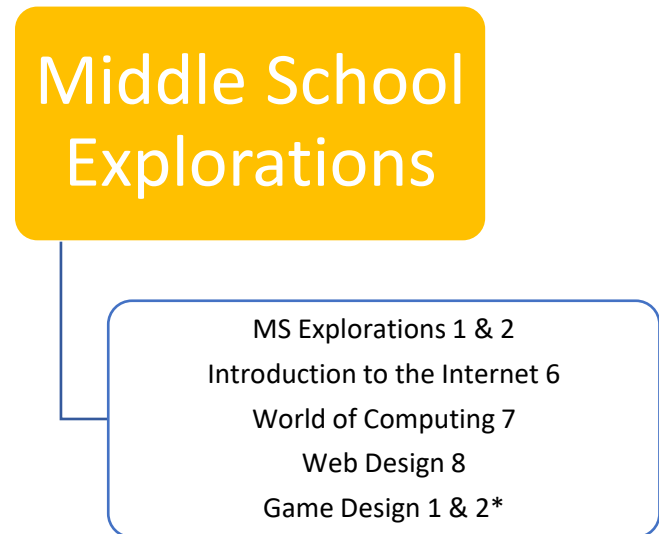 Middle School
Explorations
MS Explorations 1 & 2
Introduction to the Internet 6
World of Computing 7
Web Design 8
Game Design 1 & 2*